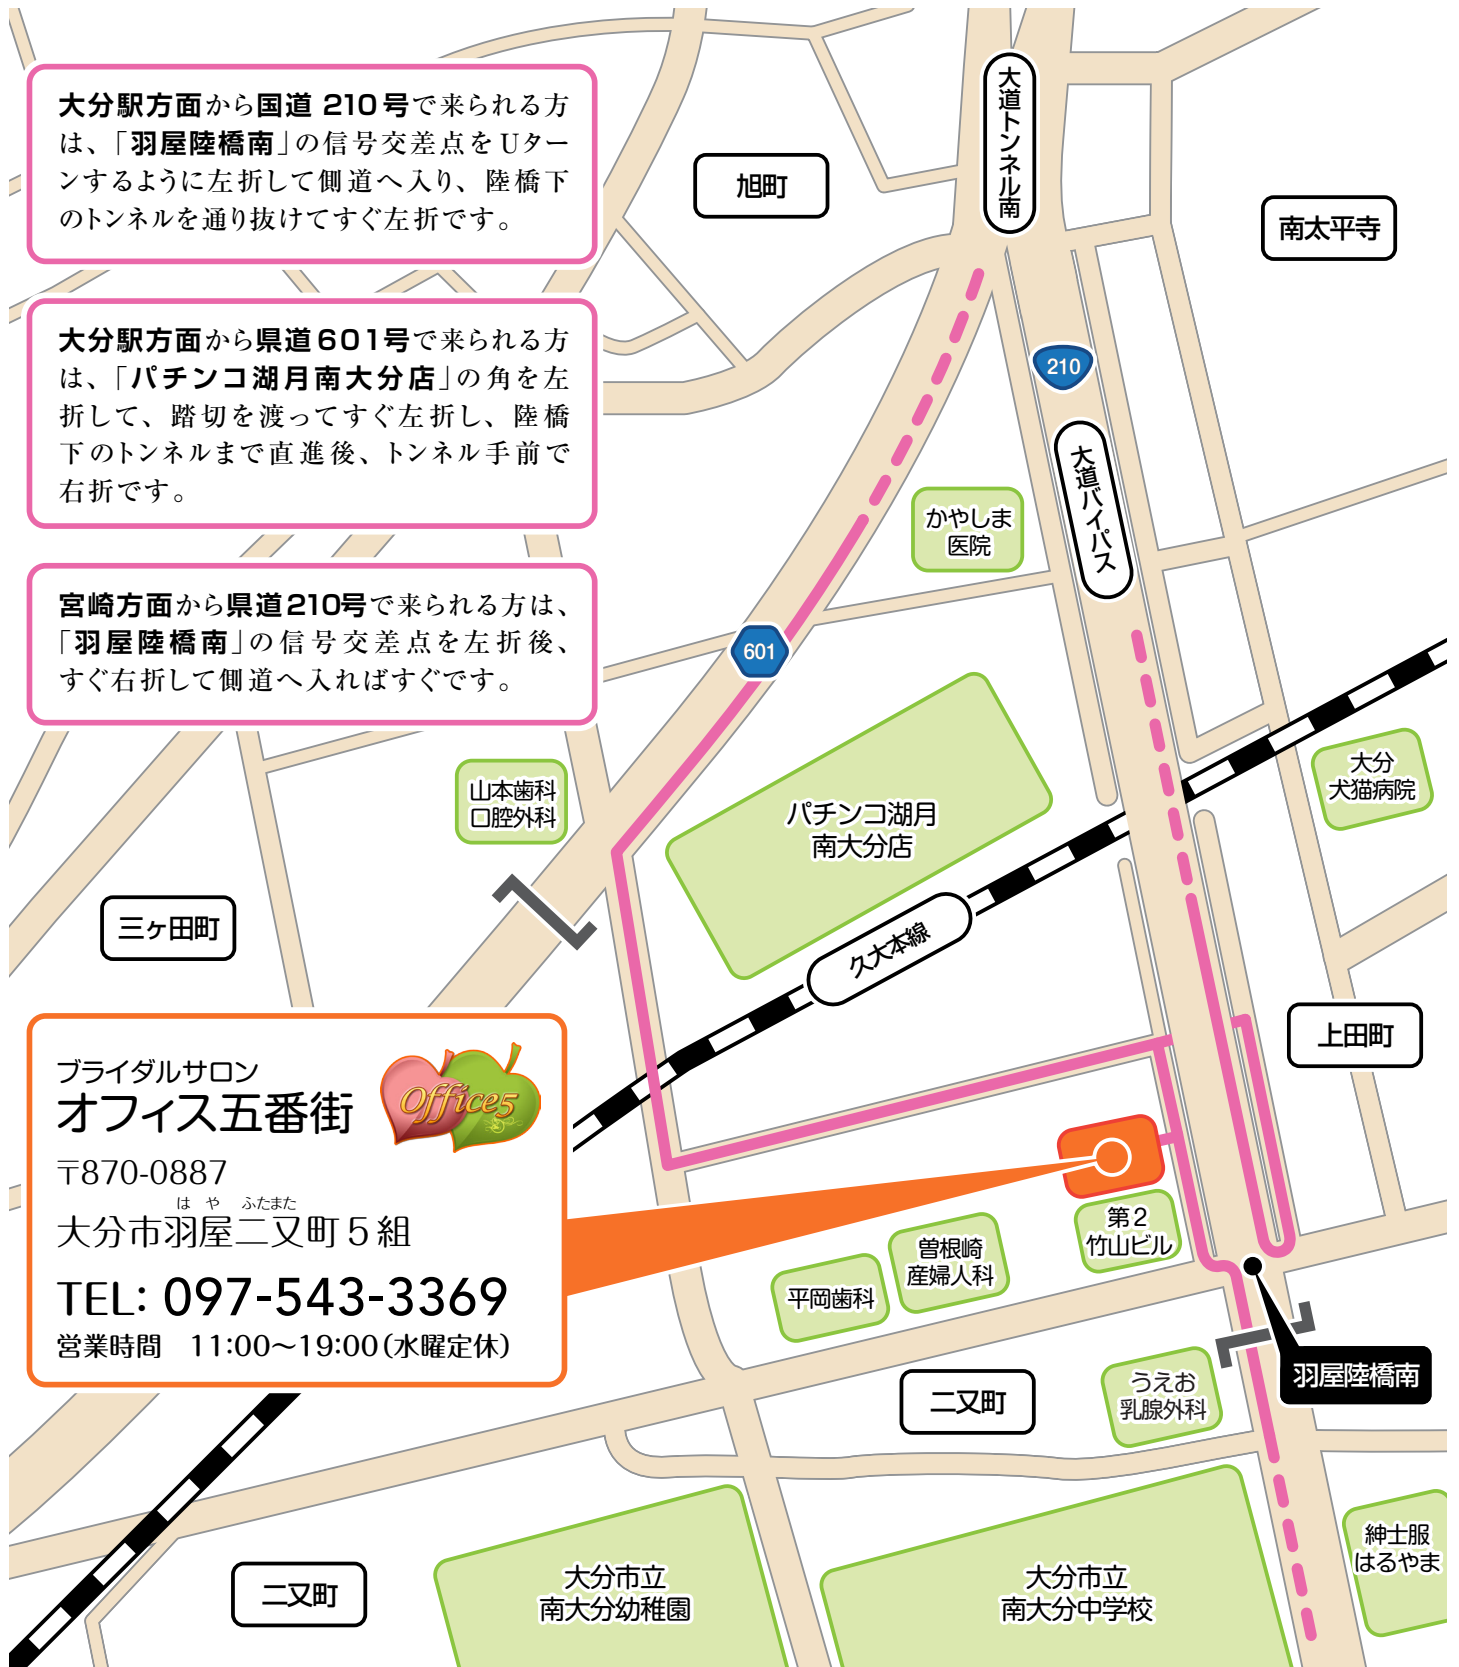 大分駅方面から国道210号で来られる方
は、「羽屋陸橋南」の信号交差点をUター
ンするように左折して側道へ入り、陸橋下
のトンネルを通り抜けてすぐ左折です。
大分駅方面から県道601号で来られる方
は、「パチンコ湖月南大分店」の角を左
折して、踏切を渡ってすぐ左折し、陸橋
下のトンネルまで直進後、トンネル手前で
右折です。
宮崎方面から県道210号で来られる方は、
「羽屋陸橋南」の信号交差点を左折後、
すぐ右折して側道へ入ればすぐです。
大道トンネル南
旭町
南太平寺
210
大道バイパス
かやしま
医院
601
山本歯科
口腔外科
パチンコ湖月
南大分店
大分
犬猫病院
三ヶ田町
久大本線
上田町
ブライダルサロン
オフィス五番街
Office5
〒870-0887
はや ふたまた
大分市羽屋二又町5組
TEL: 097-543-3369
営業時間 11:00～19:00(水曜定休)
第2
竹山ビル
曽根崎
産婦人科
平岡歯科
羽屋陸橋南
二又町
うえお
乳腺外科
紳士服
はるやま
二又町
大分市立
南大分幼稚園
大分市立
南大分中学校